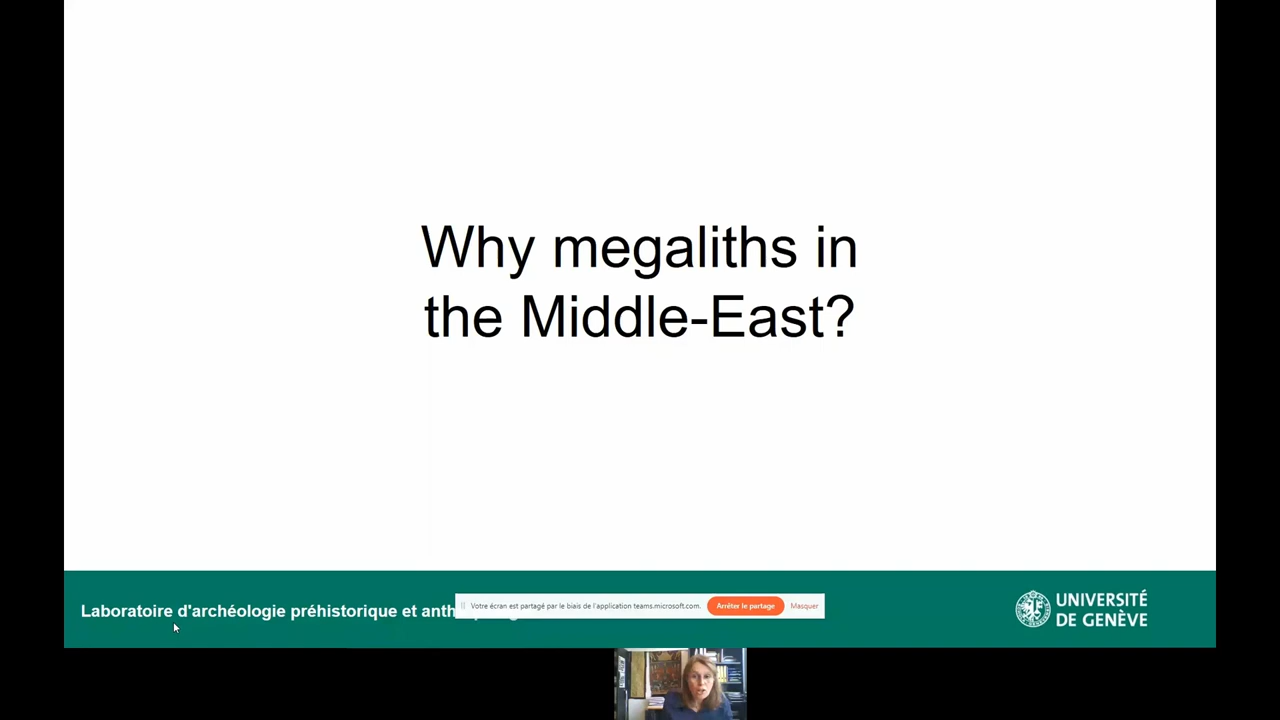 Why megaliths in
the Middle-East?
Laboratoire d'archéologie préhistorique et anth
Votre écran est partagé par le biais de l'application teams.microsoft.com.
Arrêter le partage
Masquer
UNIVERSITÉ
DE GENÈVE